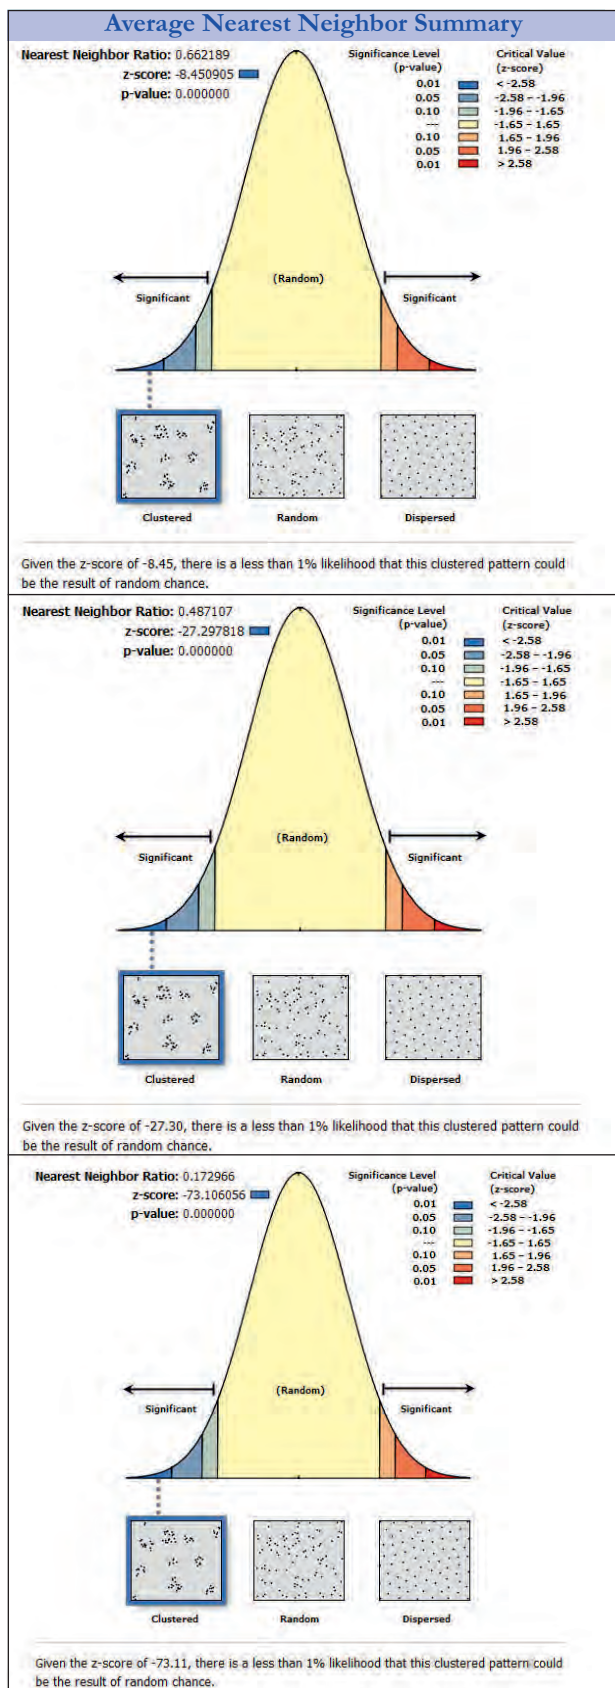 Average Nearest Neighbor Summary
Nearest Neighbor Ratio: 0.662189
z-score: -8.450905
p-value: 0.000000
Significance Level
(p-value)
Critical Value
(z-score)
0.01 < -2.58
0.05 -2.58 – -1.96
0.10 -1.96 – -1.65
--- -1.65 – 1.65
0.10 1.65 – 1.96
0.05 1.96 – 2.58
0.01 > 2.58
Significant
(Random)
Significant
Clustered
Random
Dispersed
Given the z-score of -8.45, there is a less than 1% likelihood that this clustered pattern could
be the result of random chance.
Nearest Neighbor Ratio: 0.487107
z-score: -27.297818
p-value: 0.000000
Significance Level
(p-value)
Critical Value
(z-score)
0.01 < -2.58
0.05 -2.58 – -1.96
0.10 -1.96 – -1.65
--- -1.65 – 1.65
0.10 1.65 – 1.96
0.05 1.96 – 2.58
0.01 > 2.58
Significant
(Random)
Significant
Clustered
Random
Dispersed
Given the z-score of -27.30, there is a less than 1% likelihood that this clustered pattern could
be the result of random chance.
Nearest Neighbor Ratio: 0.172966
z-score: -73.106056
p-value: 0.000000
Significance Level
(p-value)
Critical Value
(z-score)
0.01 < -2.58
0.05 -2.58 – -1.96
0.10 -1.96 – -1.65
--- -1.65 – 1.65
0.10 1.65 – 1.96
0.05 1.96 – 2.58
0.01 > 2.58
Significant
(Random)
Significant
Clustered
Random
Dispersed
Given the z-score of -73.11, there is a less than 1% likelihood that this clustered pattern could
be the result of random chance.